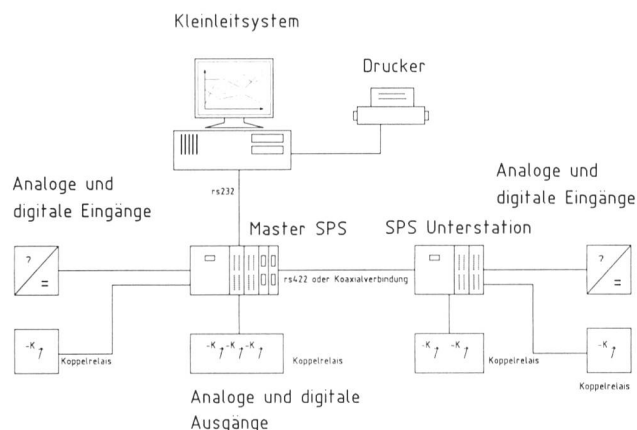 Kleinleitsystem
Drucker
rs232
Analoge und
digitale Eingänge
Analoge und
digitale Eingänge
Master SPS
SPS Unterstation
?
=
rs422 oder Koaxialverbindung
?
=
-K
Koppelrelais
-K -K -K
Koppelrelais
-K -K
Koppelrelais
-K
Koppelrelais
Analoge und digitale
Ausgänge